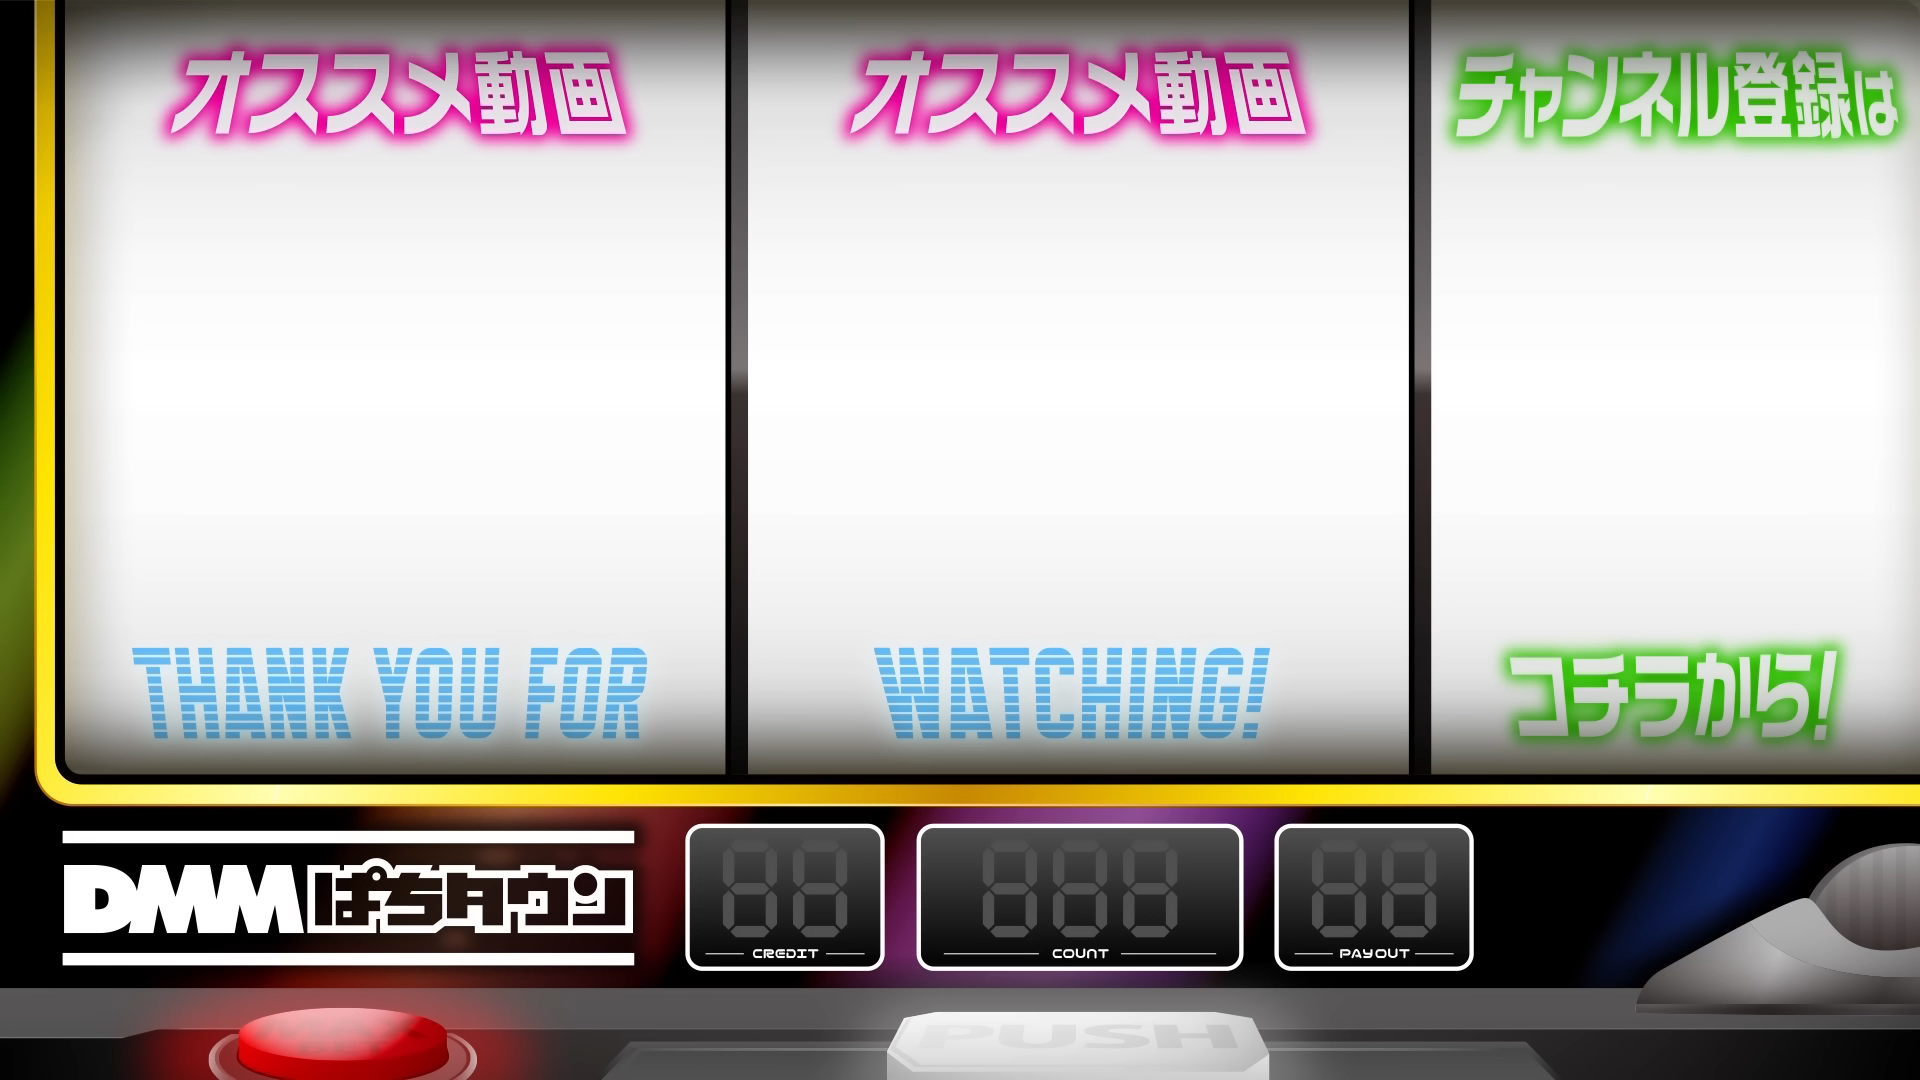 オススメ動画
オススメ動画
チャンネル登録は
THANK YOU FOR
WATCHING!
コチラから!
DMMぱちタウン
CREDIT
COUNT
PAYOUT
PUSH